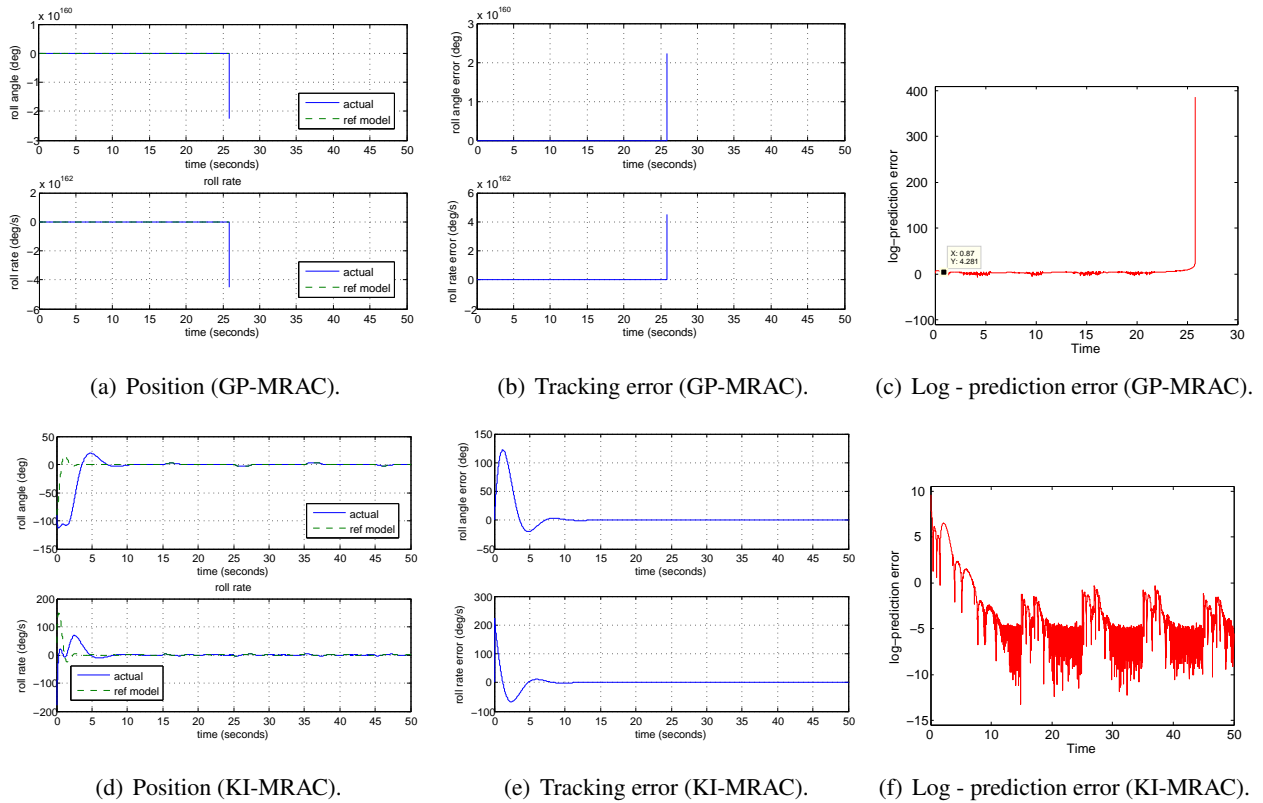 x 10^160
1
0
−1
−2
−3
roll angle (deg)
0 5 10 15 20 25 30 35 40 45 50
time (seconds)
actual
ref model
x 10^162
roll rate
2
0
−2
−4
−6
roll rate (deg/s)
0 5 10 15 20 25 30 35 40 45 50
time (seconds)
actual
ref model
(a) Position (GP-MRAC).
x 10^160
3
2
1
0
roll angle error (deg)
0 5 10 15 20 25 30 35 40 45 50
time (seconds)
x 10^162
6
4
2
0
−2
roll rate error (deg/s)
0 5 10 15 20 25 30 35 40 45 50
time (seconds)
(b) Tracking error (GP-MRAC).
400
300
200
100
0
−100
log−prediction error
X: 0.87
Y: 4.281
0 5 10 15 20 25 30
Time
(c) Log - prediction error (GP-MRAC).
50
0
−50
−100
−150
roll angle (deg)
0 5 10 15 20 25 30 35 40 45 50
time (seconds)
actual
ref model
roll rate
200
100
0
−100
−200
roll rate (deg/s)
0 5 10 15 20 25 30 35 40 45 50
time (seconds)
actual
ref model
(d) Position (KI-MRAC).
150
100
50
0
−50
roll angle error (deg)
0 5 10 15 20 25 30 35 40 45 50
time (seconds)
300
200
100
0
−100
roll rate error (deg/s)
0 5 10 15 20 25 30 35 40 45 50
time (seconds)
(e) Tracking error (KI-MRAC).
10
5
0
−5
−10
−15
log−prediction error
0 10 20 30 40 50
Time
(f) Log - prediction error (KI-MRAC).